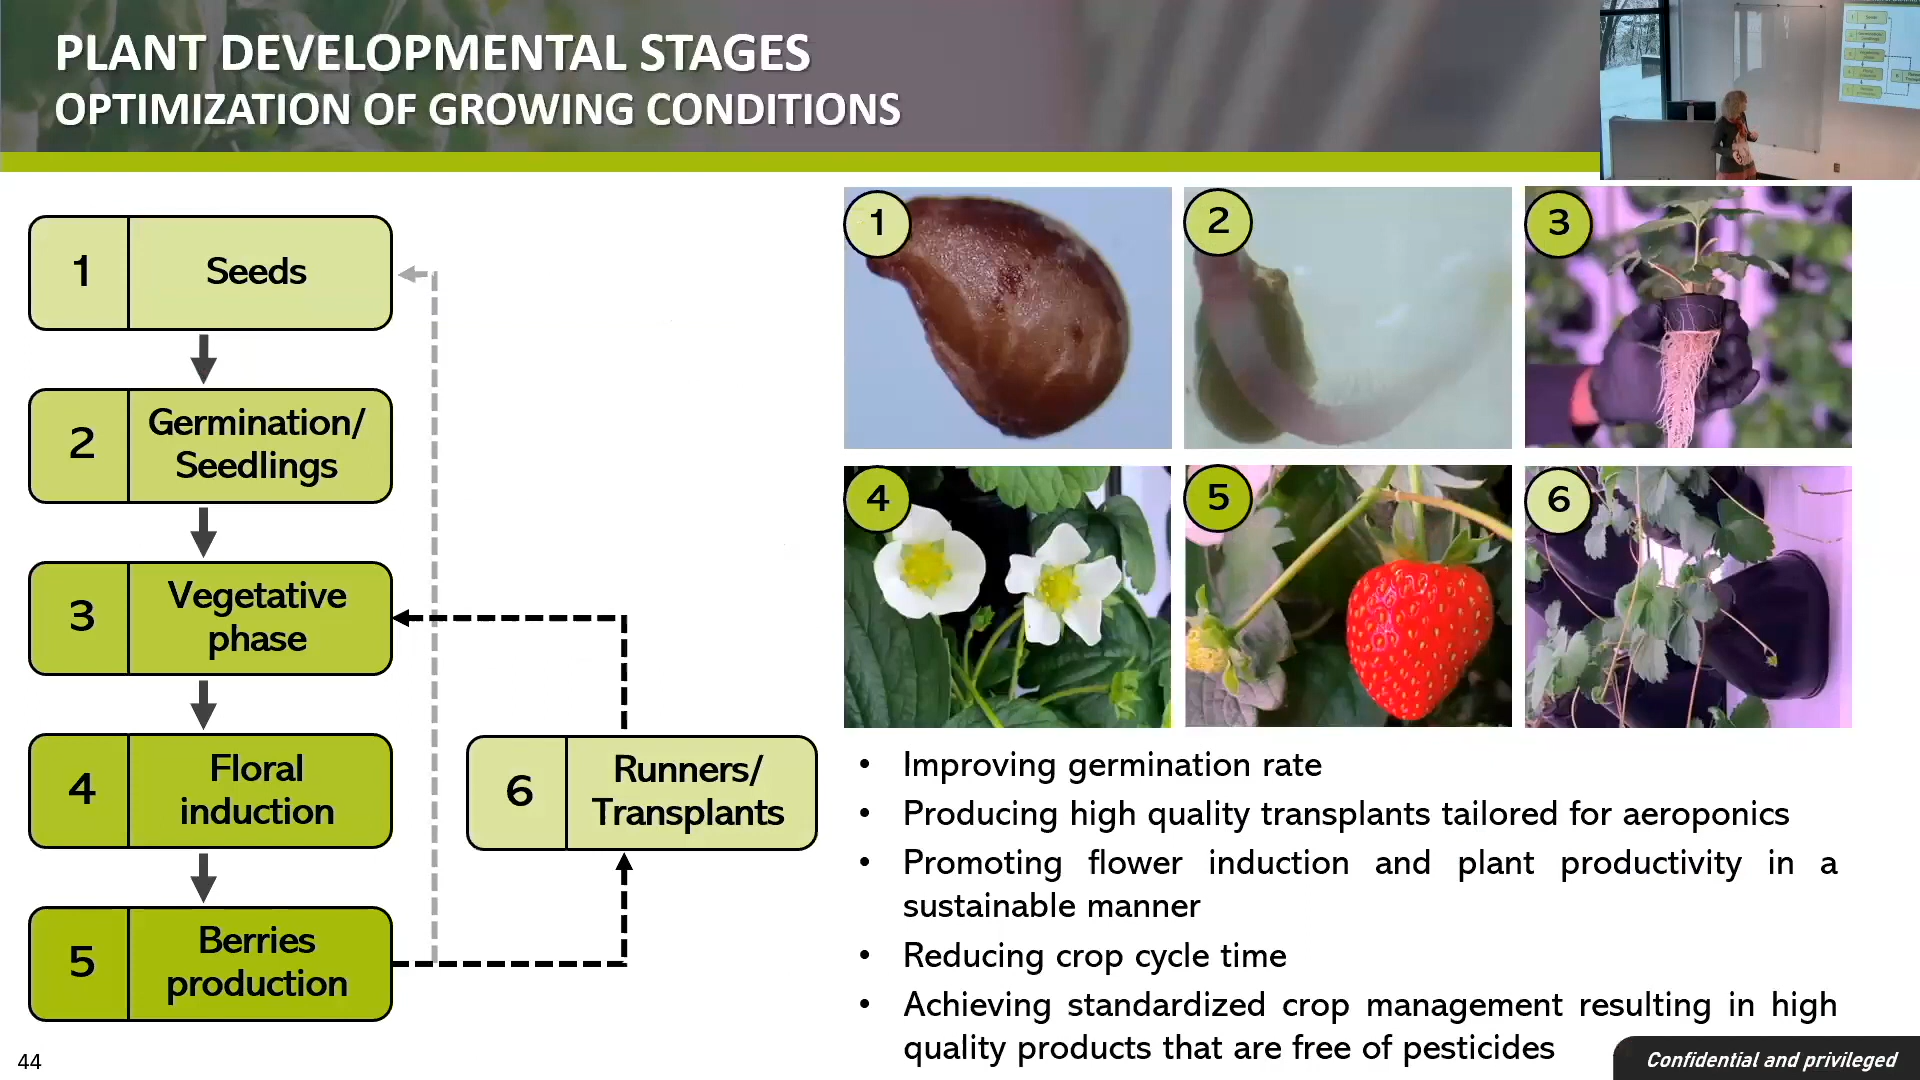 PLANT DEVELOPMENTAL STAGES
OPTIMIZATION OF GROWING CONDITIONS
1
Seeds
2
Germination/
Seedlings
3
Vegetative
phase
4
Floral
induction
5
Berries
production
6
Runners/
Transplants
1
2
3
4
5
6
• Improving germination rate
• Producing high quality transplants tailored for aeroponics
• Promoting flower induction and plant productivity in a
sustainable manner
• Reducing crop cycle time
• Achieving standardized crop management resulting in high
quality products that are free of pesticides
44
Confidential and privileged